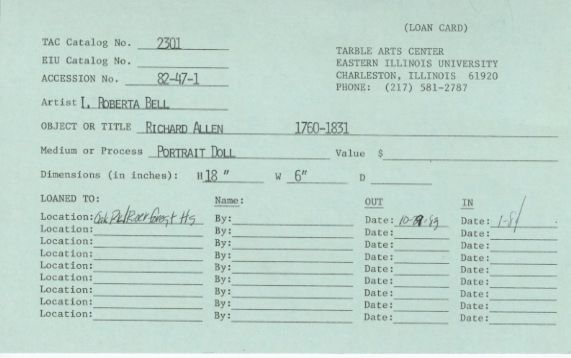 (LOAN CARD)
TAC Catalog No. 2301
EIU Catalog No.
ACCESSION No. 82-47-1
TARBLE ARTS CENTER
EASTERN ILLINOIS UNIVERSITY
CHARLESTON, ILLINOIS 61920
PHONE: (217) 581-2787
Artist I. ROBERTA BELL
OBJECT OR TITLE RICHARD ALLEN 1760-1831
Medium or Process PORTRAIT DOLL Value $
Dimensions (in inches): H 18 " W 6" D
LOANED TO: Name: OUT IN
Location: Oak Forest HS By: Date: Date:
Location: By: Date: Date:
Location: By: Date: Date:
Location: By: Date: Date:
Location: By: Date: Date:
Location: By: Date: Date:
Location: By: Date: Date:
Location: By: Date: Date:
Location: By: Date: Date: